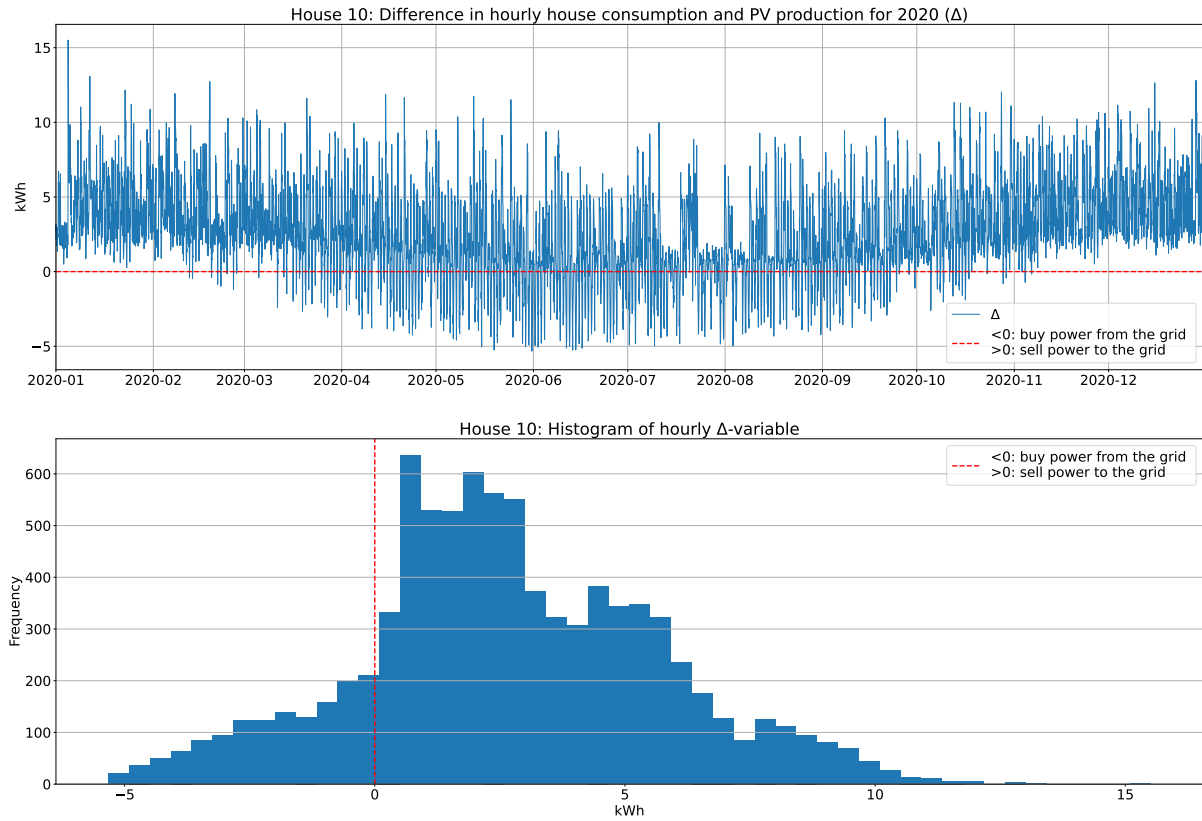 House 10: Difference in hourly house consumption and PV production for 2020 (Δ)
kWh
15
10
5
0
−5
2020-01 2020-02 2020-03 2020-04 2020-05 2020-06 2020-07 2020-08 2020-09 2020-10 2020-11 2020-12
Δ
<0: buy power from the grid
>0: sell power to the grid
House 10: Histogram of hourly Δ-variable
Frequency
600
500
400
300
200
100
0
−5 0 5 10 15
kWh
<0: buy power from the grid
>0: sell power to the grid